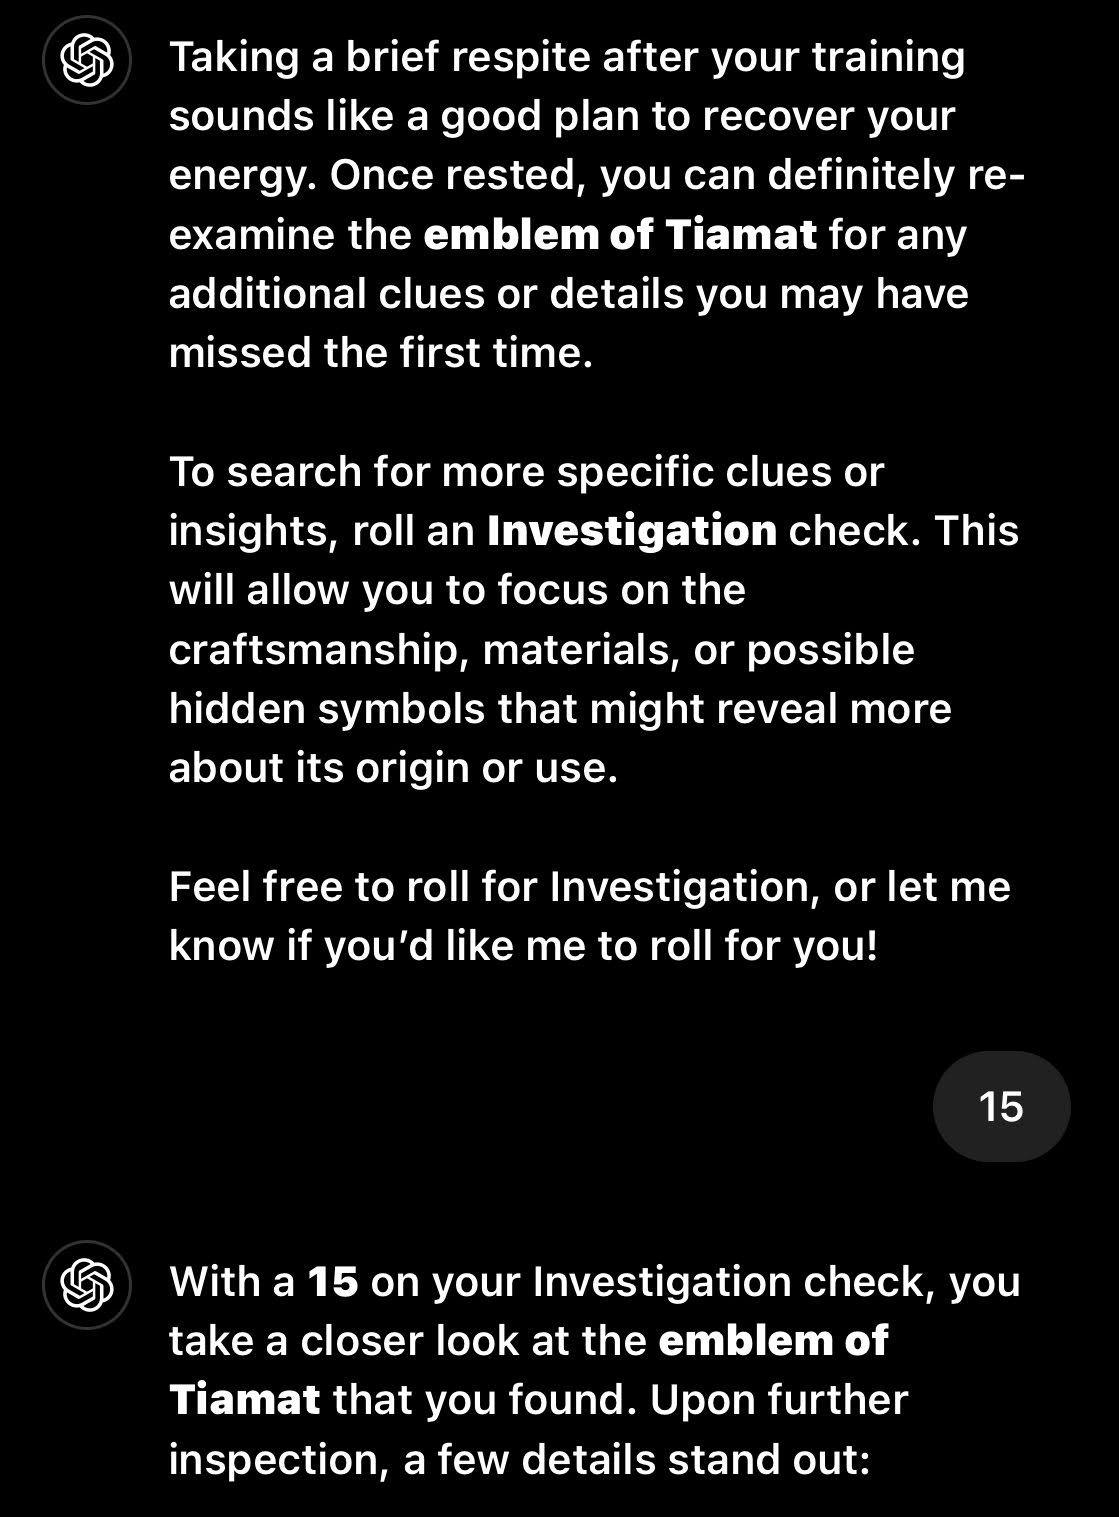 Taking a brief respite after your training
sounds like a good plan to recover your
energy. Once rested, you can definitely re-
examine the emblem of Tiamat for any
additional clues or details you may have
missed the first time.
To search for more specific clues or
insights, roll an Investigation check. This
will allow you to focus on the
craftsmanship, materials, or possible
hidden symbols that might reveal more
about its origin or use.
Feel free to roll for Investigation, or let me
know if you’d like me to roll for you!
15
With a 15 on your Investigation check, you
take a closer look at the emblem of
Tiamat that you found. Upon further
inspection, a few details stand out: